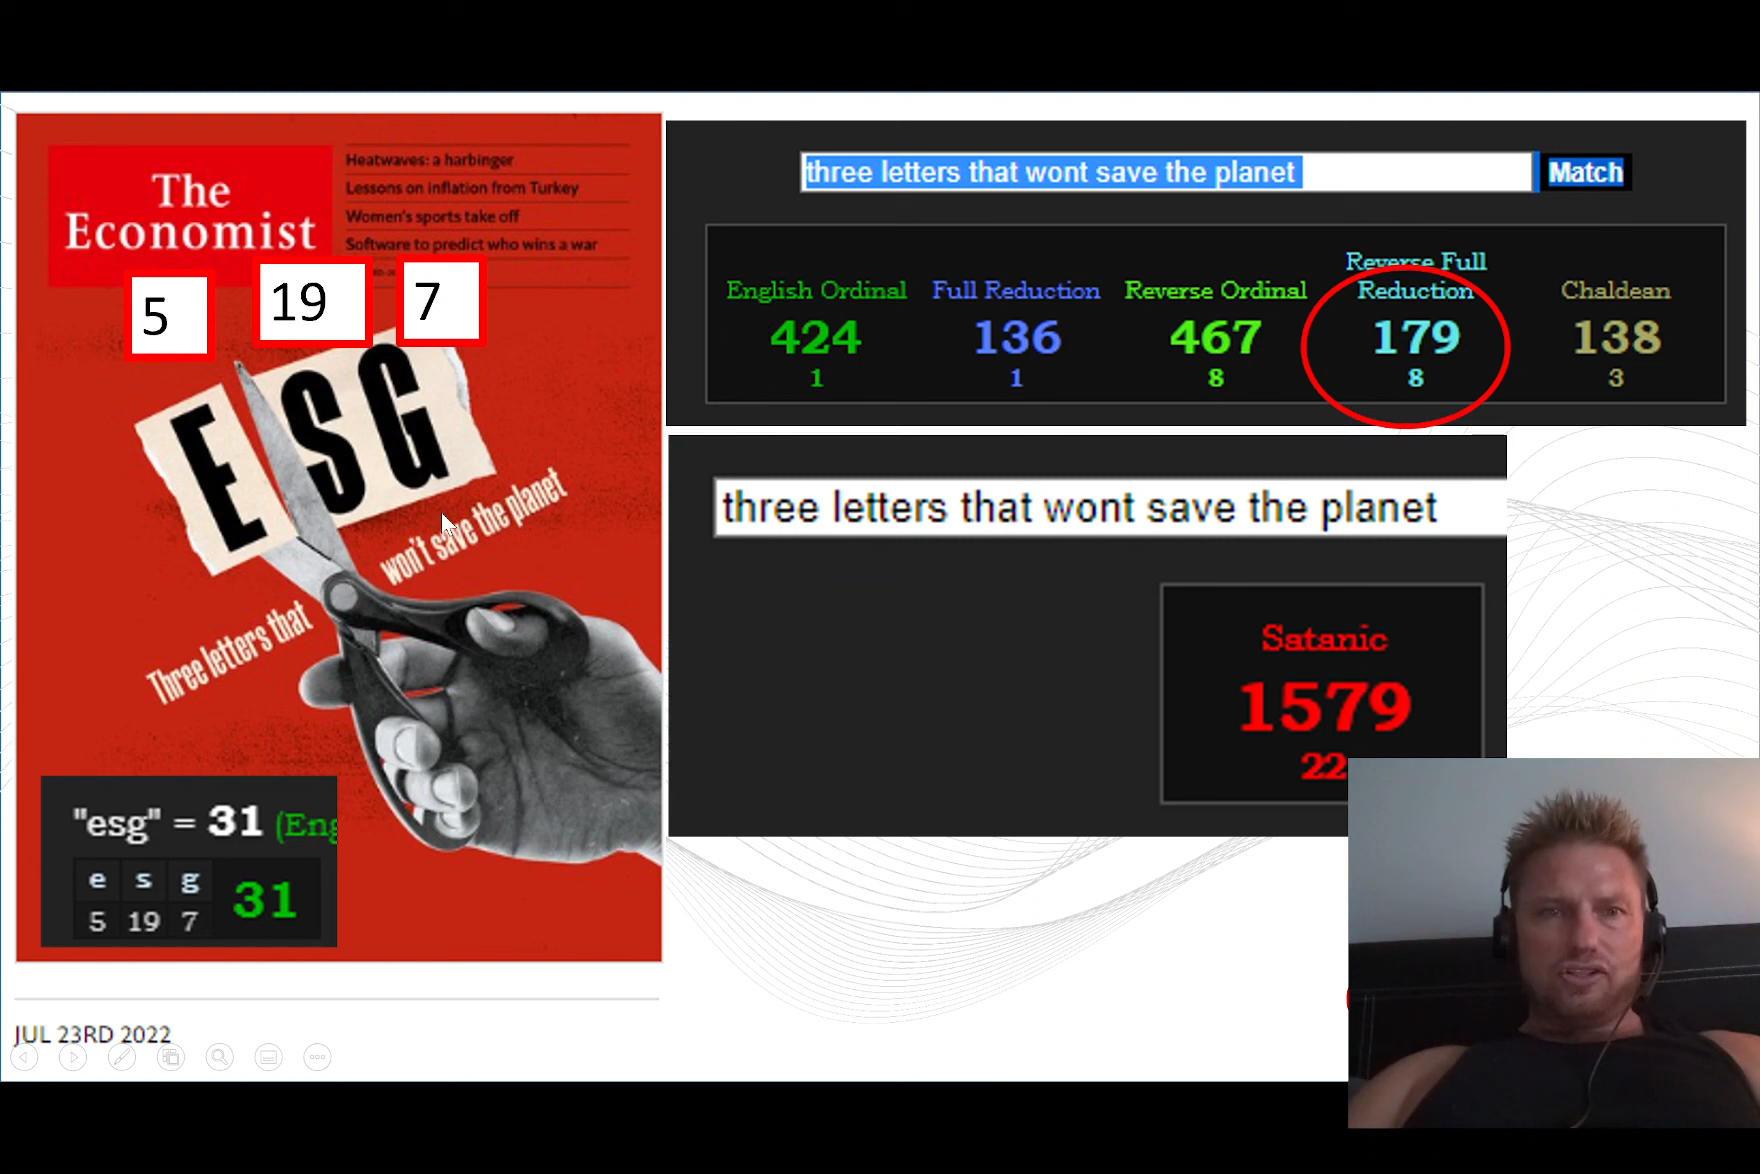 The
Economist
Heatwaves: a harbinger
Lessons on inflation from Turkey
Women's sports take off
Software to predict who wins a war
5
19
7
ESG
Three letters that
won't save the planet
"esg" = 31 (Eng
e s g
5 19 7
31
JUL 23RD 2022
three letters that wont save the planet
Match
English Ordinal
424
1
Full Reduction
136
1
Reverse Ordinal
467
8
Reverse Full
Reduction
179
8
Chaldean
138
3
three letters that wont save the planet
Satanic
1579
22